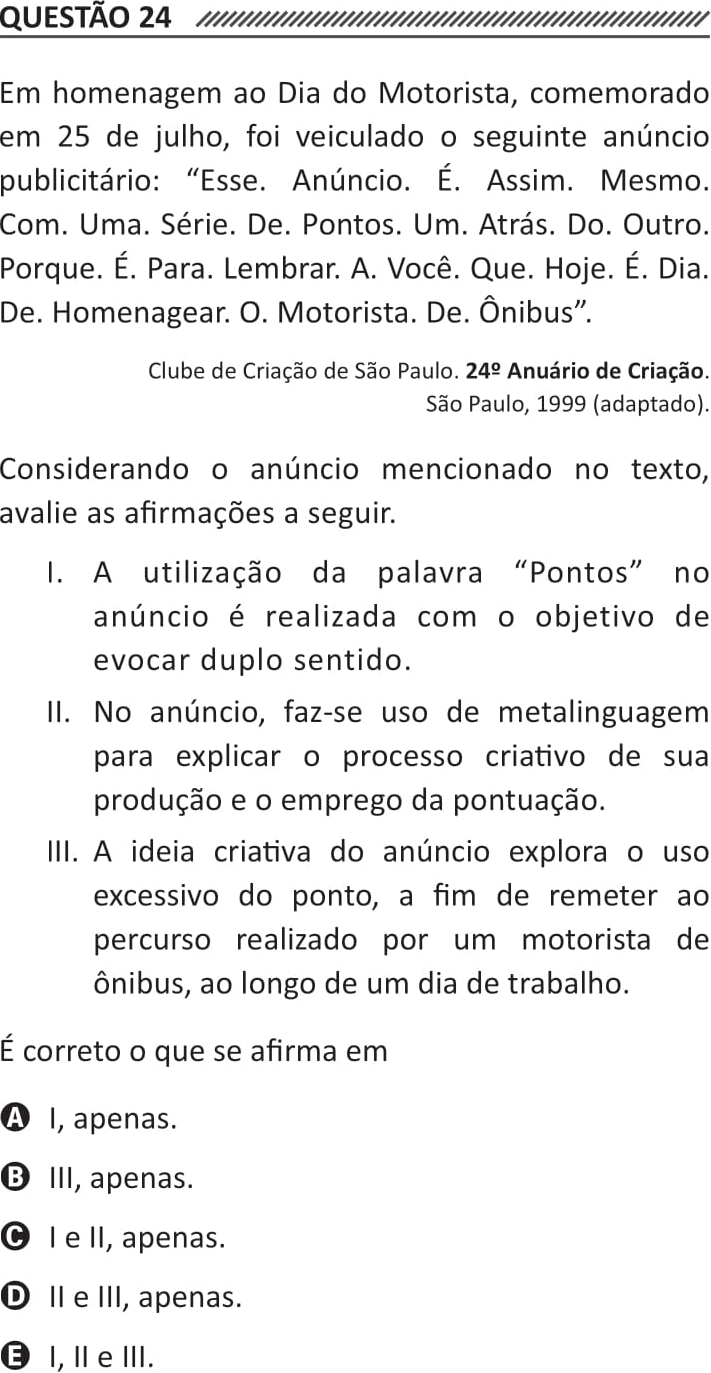 QUESTÃO 24
Em homenagem ao Dia do Motorista, comemorado
em 25 de julho, foi veiculado o seguinte anúncio
publicitário: “Esse. Anúncio. É. Assim. Mesmo.
Com. Uma. Série. De. Pontos. Um. Atrás. Do. Outro.
Porque. É. Para. Lembrar. A. Você. Que. Hoje. É. Dia.
De. Homenagear. O. Motorista. De. Ônibus”.
Clube de Criação de São Paulo. 24º Anuário de Criação.
São Paulo, 1999 (adaptado).
Considerando o anúncio mencionado no texto,
avalie as afirmações a seguir.
I. A utilização da palavra “Pontos” no
anúncio é realizada com o objetivo de
evocar duplo sentido.
II. No anúncio, faz-se uso de metalinguagem
para explicar o processo criativo de sua
produção e o emprego da pontuação.
III. A ideia criativa do anúncio explora o uso
excessivo do ponto, a fim de remeter ao
percurso realizado por um motorista de
ônibus, ao longo de um dia de trabalho.
É correto o que se afirma em
A I, apenas.
B III, apenas.
C I e II, apenas.
D II e III, apenas.
E I, II e III.